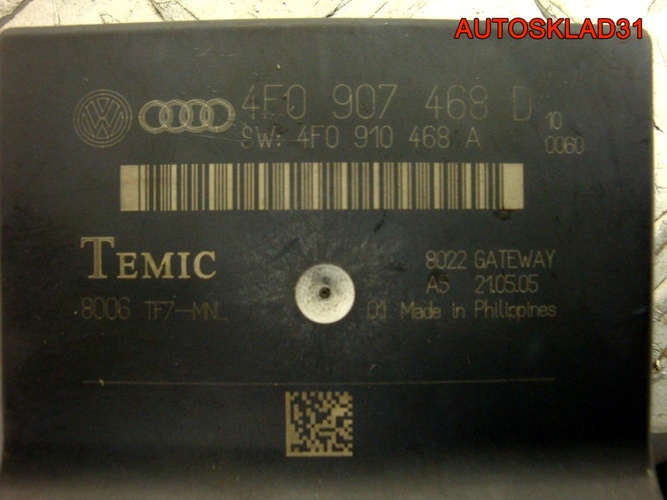 AUTOSKLAD31
4E0 907 468 D
SW: 4F0 910 468 A
10
0060
TEMIC
8022 GATEWAY
A5 21.05.05
8006 TF7-MNL
01 Made in Philippines